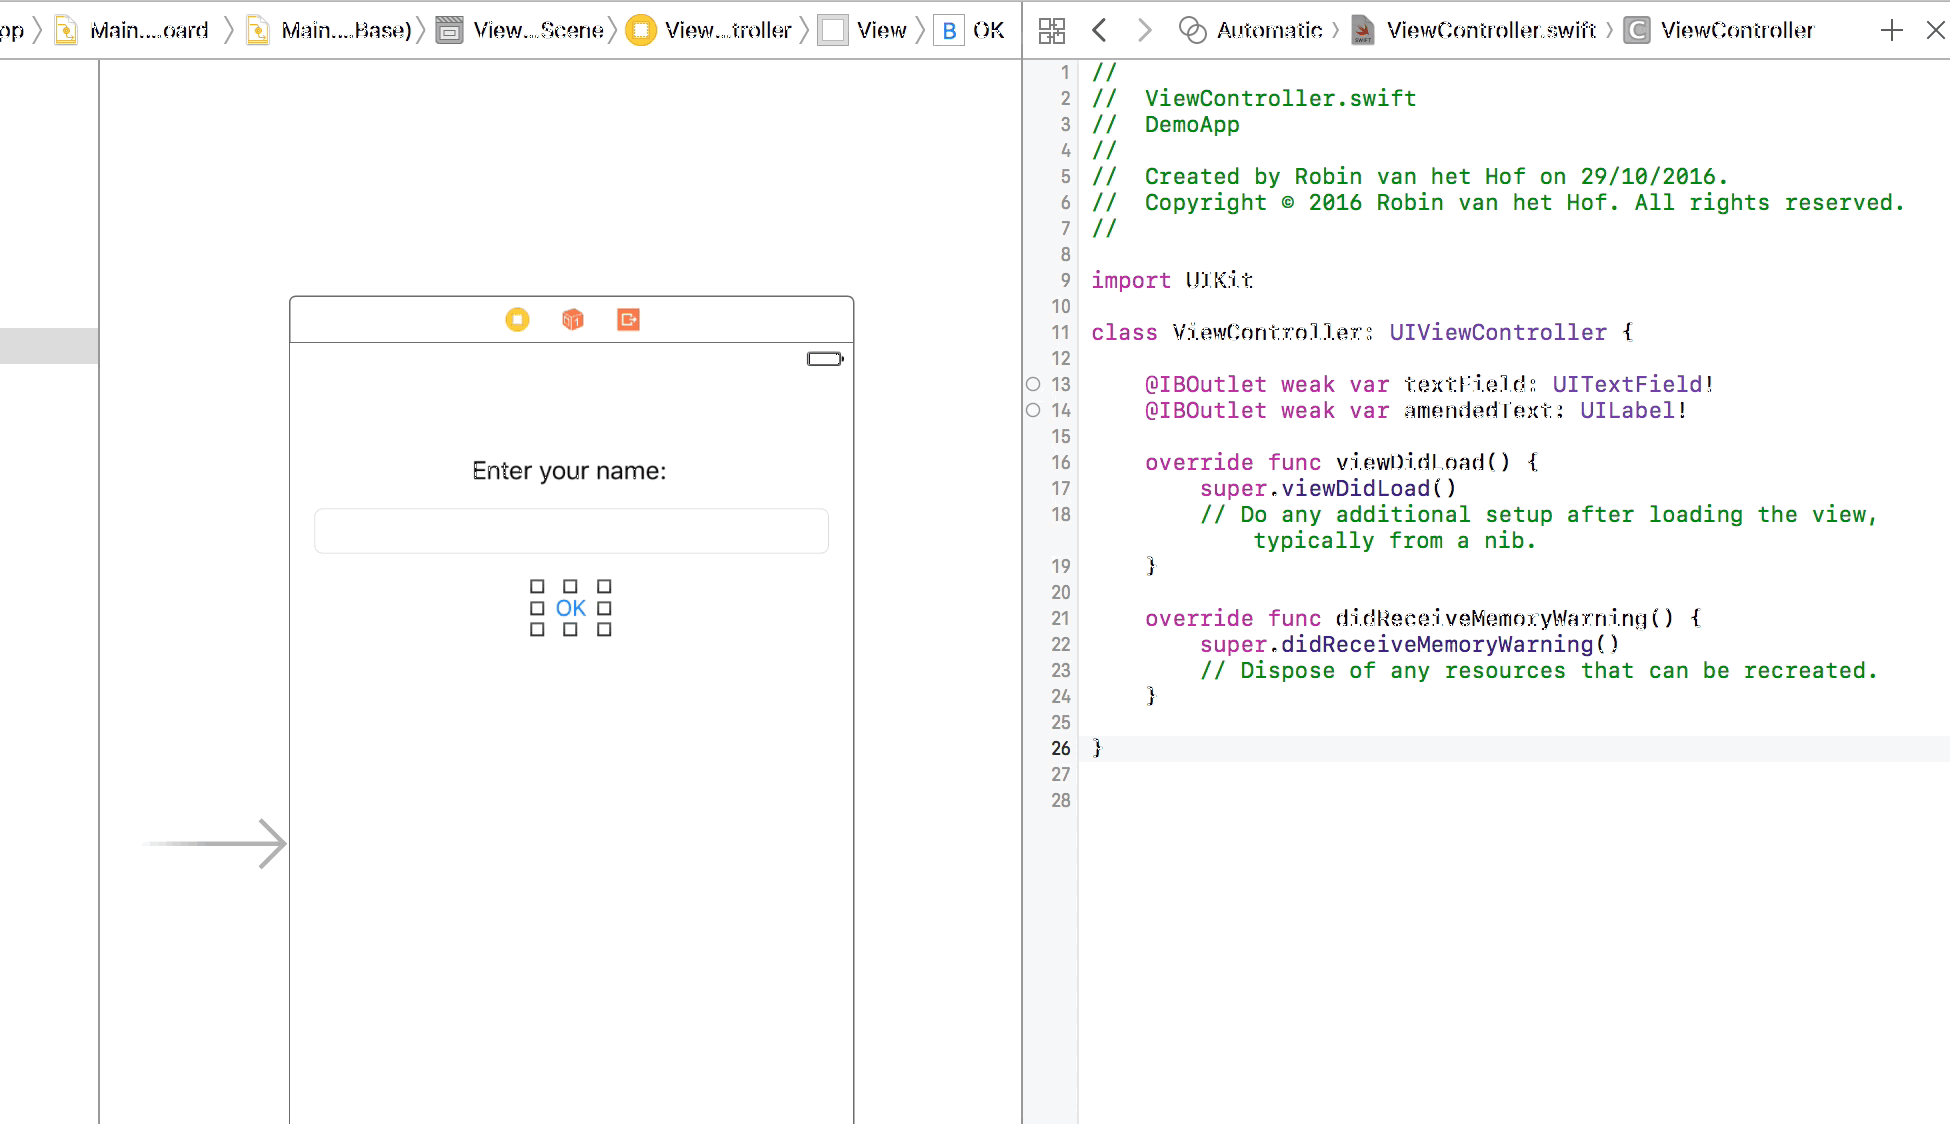 pp Main....oard Main....Base) View...Scene View...troller View B OK
Automatic ViewController.swift C ViewController
Enter your name:
OK
1 //
2 // ViewController.swift
3 // DemoApp
4 //
5 // Created by Robin van het Hof on 29/10/2016.
6 // Copyright © 2016 Robin van het Hof. All rights reserved.
7 //
8
9 import UIKit
10
11 class ViewController: UIViewController {
12
13 @IBOutlet weak var textField: UITextField!
14 @IBOutlet weak var amendedText: UILabel!
15
16 override func viewDidLoad() {
17 super.viewDidLoad()
18 // Do any additional setup after loading the view,
typically from a nib.
19 }
20
21 override func didReceiveMemoryWarning() {
22 super.didReceiveMemoryWarning()
23 // Dispose of any resources that can be recreated.
24 }
25
26 }
27
28